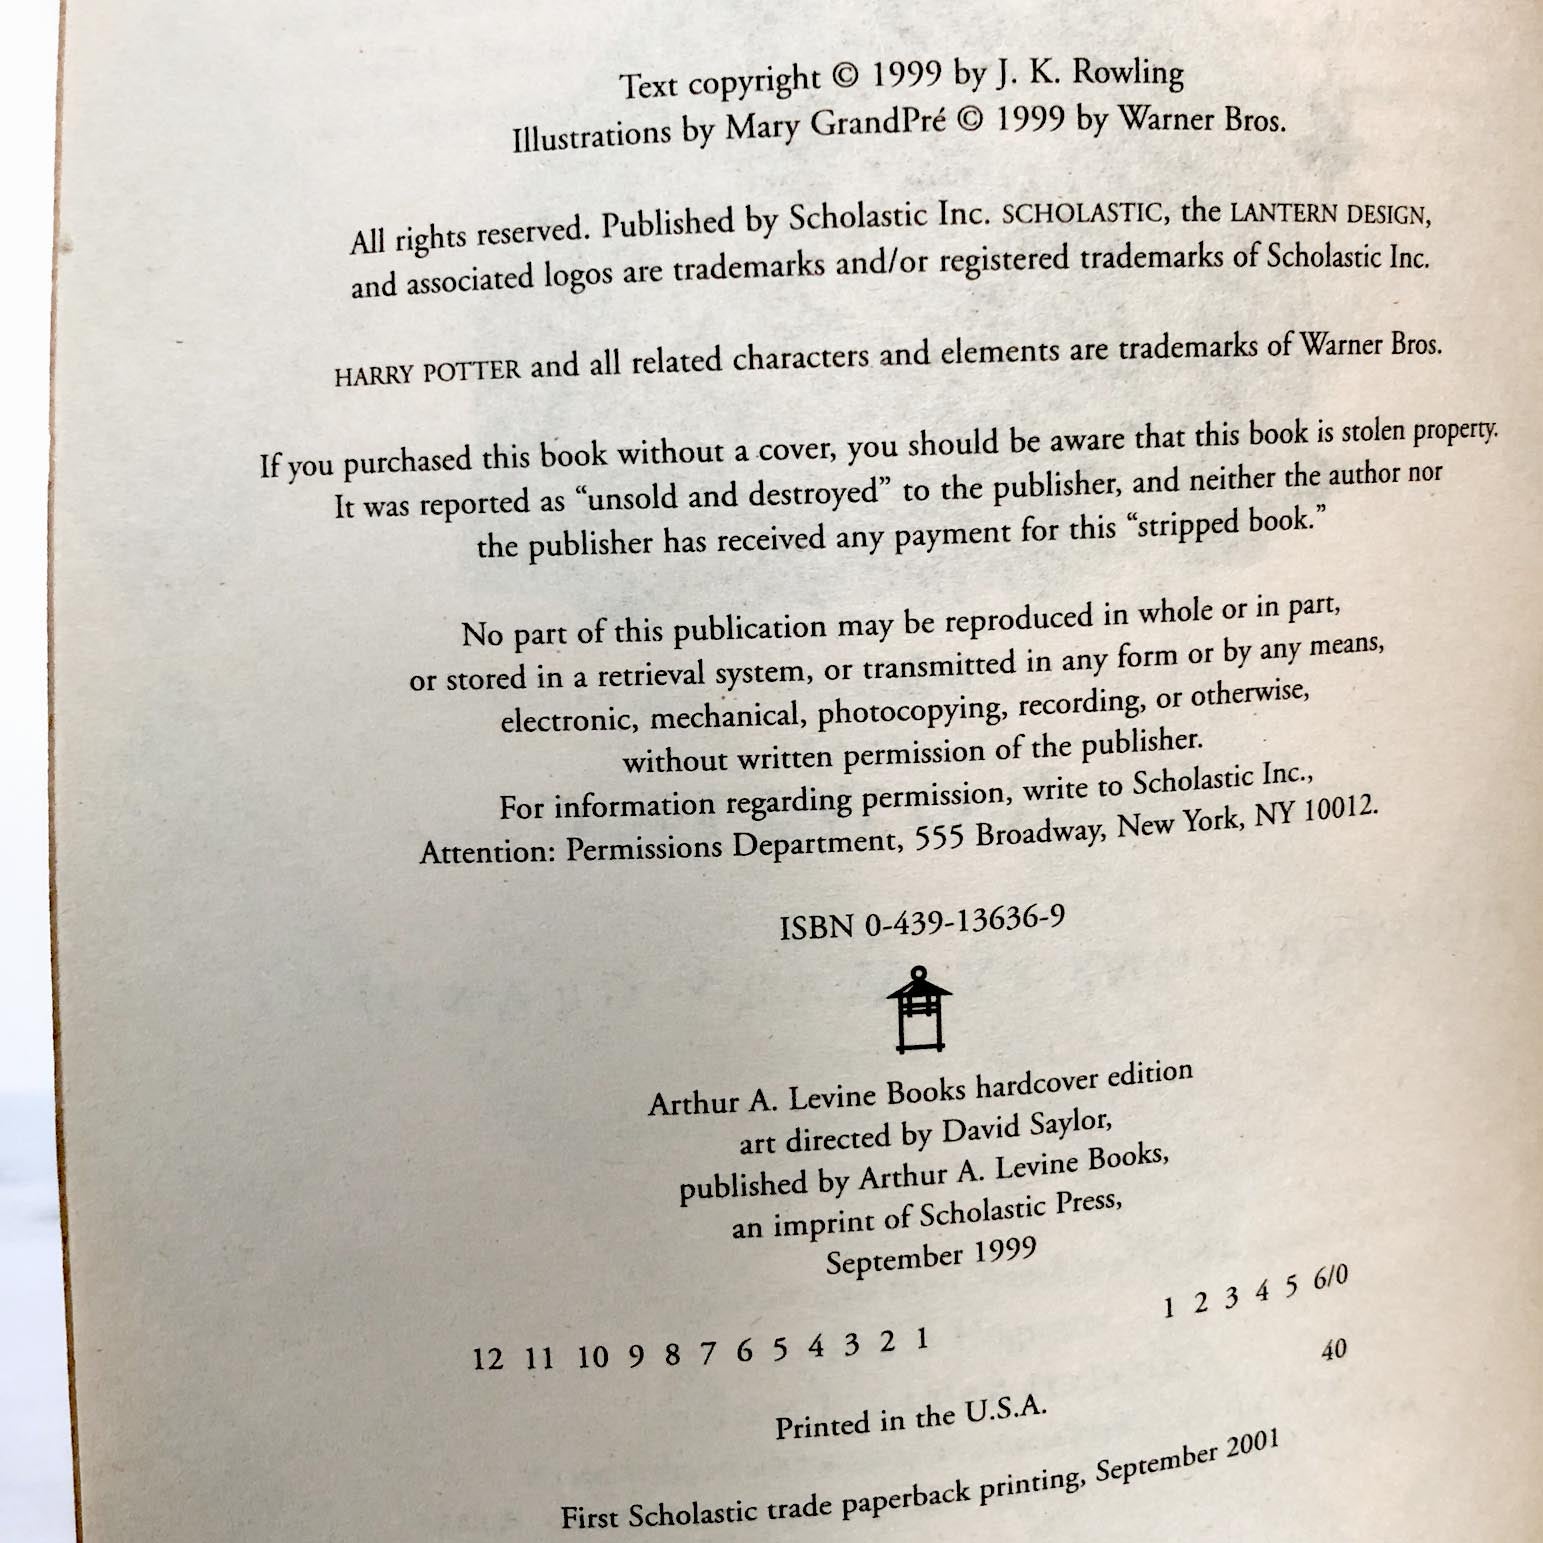 Text copyright © 1999 by J. K. Rowling
Illustrations by Mary GrandPré © 1999 by Warner Bros.
All rights reserved. Published by Scholastic Inc. SCHOLASTIC, the LANTERN DESIGN,
and associated logos are trademarks and/or registered trademarks of Scholastic Inc.
HARRY POTTER and all related characters and elements are trademarks of Warner Bros.
If you purchased this book without a cover, you should be aware that this book is stolen property.
It was reported as “unsold and destroyed” to the publisher, and neither the author nor
the publisher has received any payment for this “stripped book.”
No part of this publication may be reproduced in whole or in part,
or stored in a retrieval system, or transmitted in any form or by any means,
electronic, mechanical, photocopying, recording, or otherwise,
without written permission of the publisher.
For information regarding permission, write to Scholastic Inc.,
Attention: Permissions Department, 555 Broadway, New York, NY 10012.
ISBN 0-439-13636-9
Arthur A. Levine Books hardcover edition
art directed by David Saylor,
published by Arthur A. Levine Books,
an imprint of Scholastic Press,
September 1999
12 11 10 9 8 7 6 5 4 3 2 1 1 2 3 4 5 6/0
40
Printed in the U.S.A.
First Scholastic trade paperback printing, September 2001